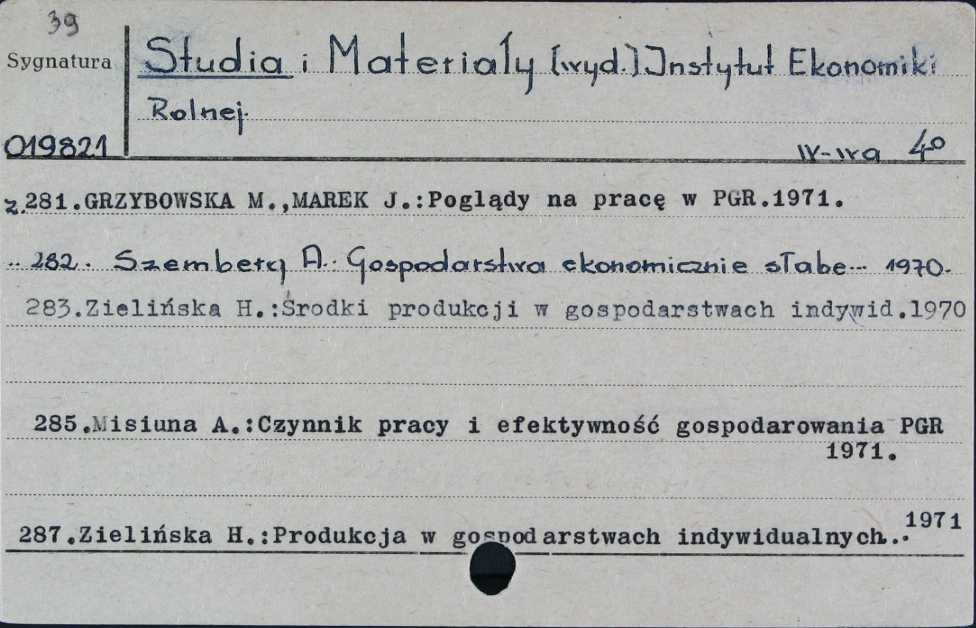 39
Sygnatura
Studia i Materiały [wyd.] Instytut Ekonomiki
Rolnej.
019821
W-wa 4°
z.281.GRZYBOWSKA M.,MAREK J.:Poglądy na pracę w PGR.1971.
.. 282. Szemberg A. Gospodarstwa ekonomicznie słabe... 1970.
283.Zielińska H.:Środki produkcji w gospodarstwach indywid.1970
285.Misiuna A.:Czynnik pracy i efektywność gospodarowania PGR
1971.
287.Zielińska H.:Produkcja w gospodarstwach indywidualnych.. 1971